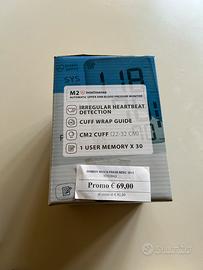 SYS
M2
AUTOMATIC UPPER ARM BLOOD PRESSURE MONITOR
IRREGULAR HEARTBEAT
DETECTION
CUFF WRAP GUIDE
CM2 CUFF (22-32 CM)
1 USER MEMORY X 30
Promo € 69,00
subito